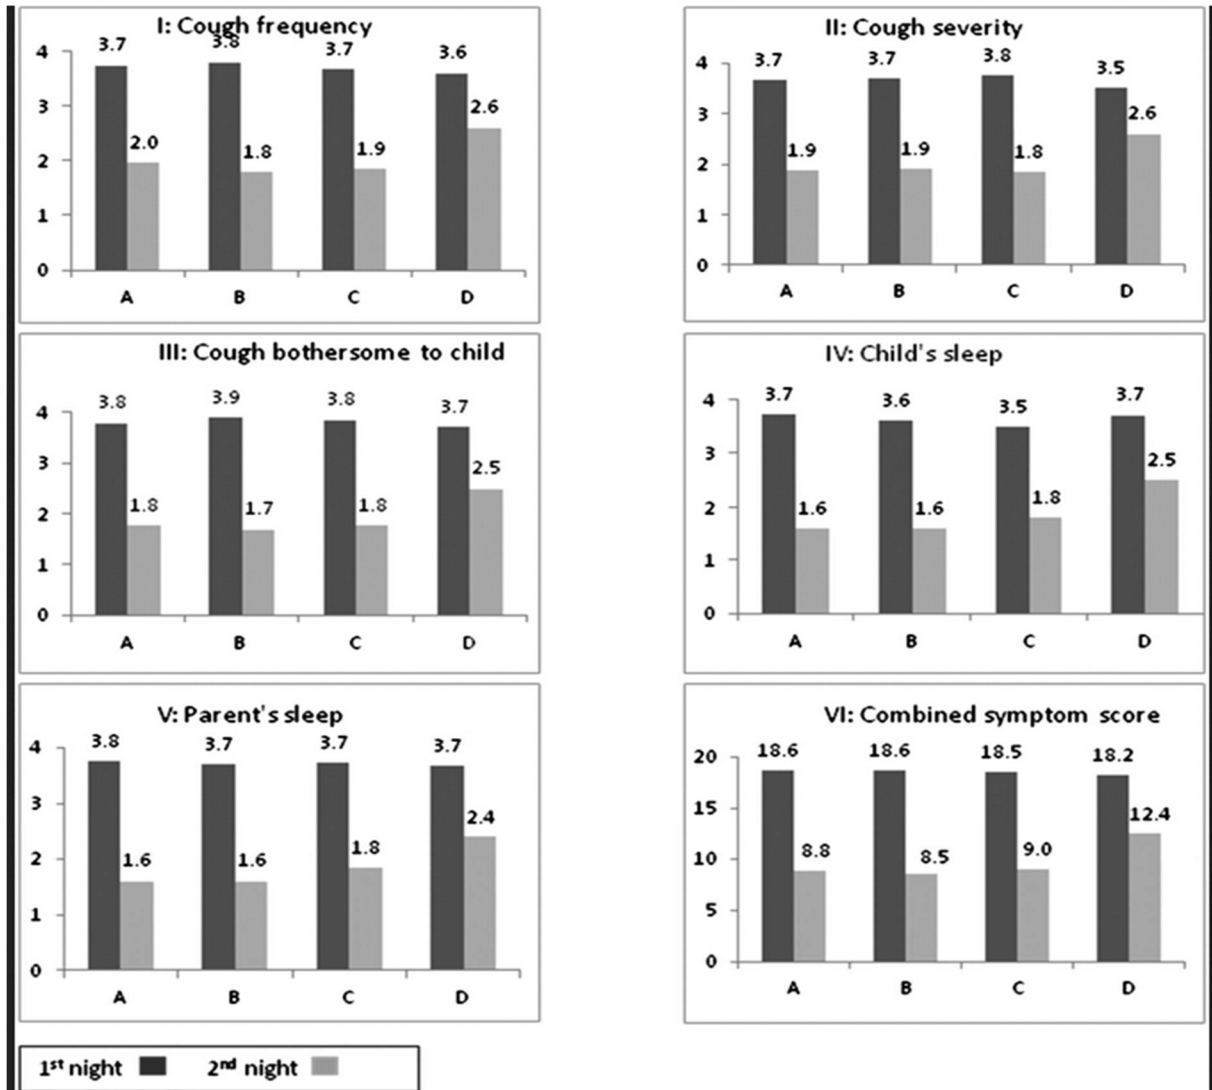 I: Cough frequency
3.7 3.8 3.7 3.6
2.0 1.8 1.9 2.6
4
3
2
1
0
A B C D
II: Cough severity
3.7 3.7 3.8 3.5
1.9 1.9 1.8 2.6
4
3
2
1
0
A B C D
III: Cough bothersome to child
3.8 3.9 3.8 3.7
1.8 1.7 1.8 2.5
4
3
2
1
0
A B C D
IV: Child's sleep
3.7 3.6 3.5 3.7
1.6 1.6 1.8 2.5
4
3
2
1
0
A B C D
V: Parent's sleep
3.8 3.7 3.7 3.7
1.6 1.6 1.8 2.4
4
3
2
1
0
A B C D
VI: Combined symptom score
18.6 18.6 18.5 18.2
8.8 8.5 9.0 12.4
20
15
10
5
0
A B C D
1st night 2nd night